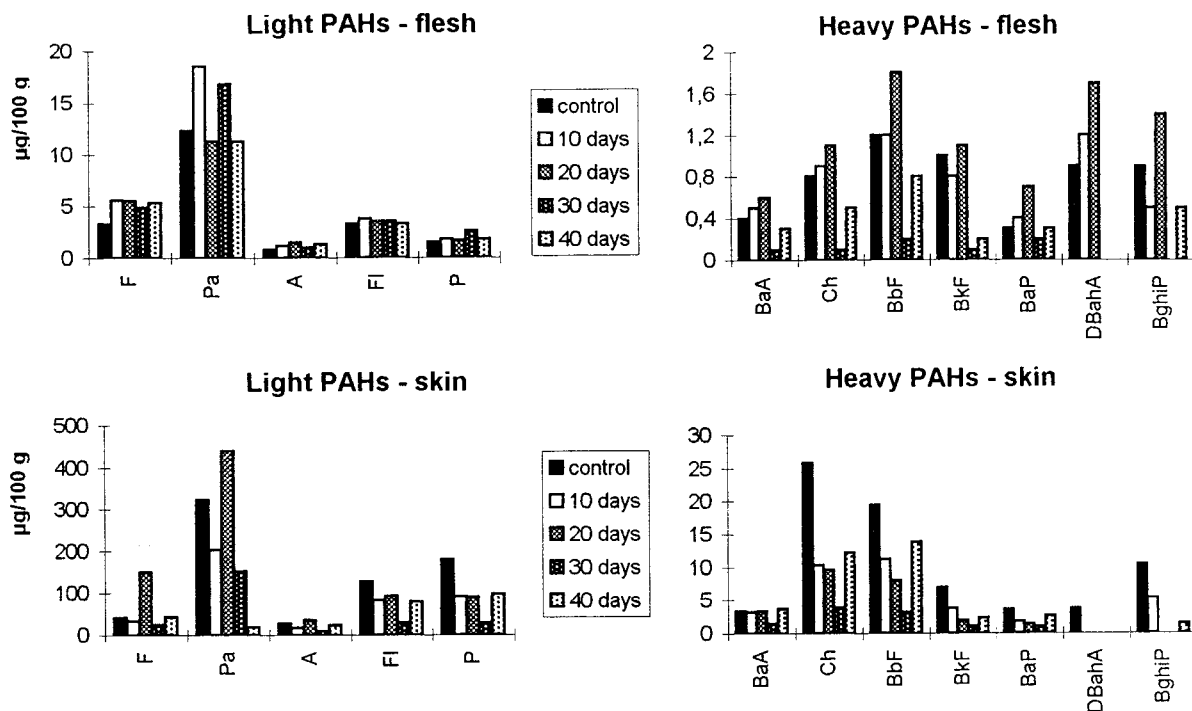 Light PAHs - flesh
µg/100 g
20
15
10
5
0
F
Pa
A
Fl
P
control
10 days
20 days
30 days
40 days
Heavy PAHs - flesh
2
1,6
1,2
0,8
0,4
0
BaA
Ch
BbF
BkF
BaP
DBahA
BghiP
Light PAHs - skin
µg/100 g
500
400
300
200
100
0
F
Pa
A
Fl
P
control
10 days
20 days
30 days
40 days
Heavy PAHs - skin
30
25
20
15
10
5
0
BaA
Ch
BbF
BkF
BaP
DBahA
BghiP